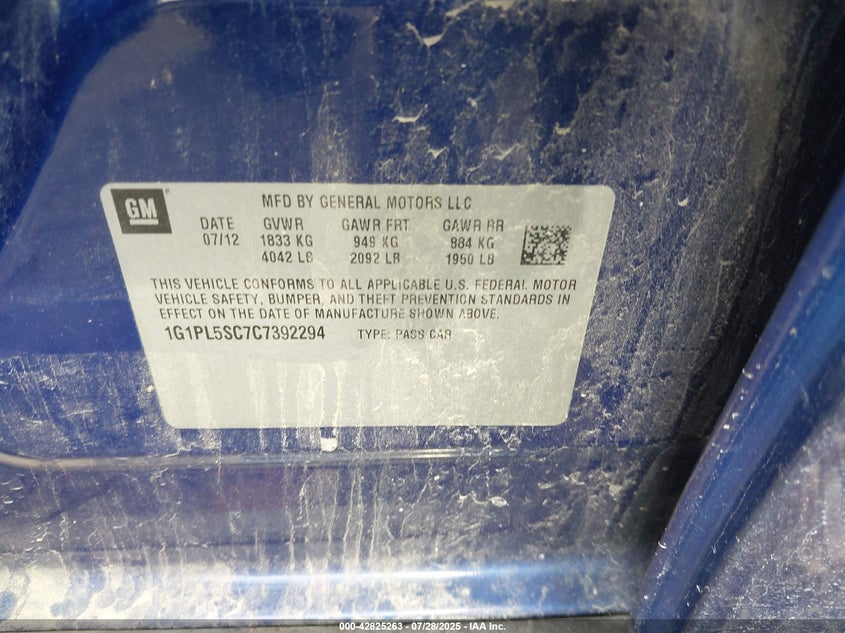 GM
MFD BY GENERAL MOTORS LLC
DATE GVWR GAWR FRT GAWR RR
07/12 1833 KG 949 KG 884 KG
4042 LB 2092 LB 1950 LB
THIS VEHICLE CONFORMS TO ALL APPLICABLE U.S. FEDERAL MOTOR
VEHICLE SAFETY, BUMPER, AND THEFT PREVENTION STANDARDS IN
EFFECT ON THE DATE OF MANUFACTURE SHOWN ABOVE.
1G1PL5SC7C7392294 TYPE: PASS CAR
000-42825263 - 07/28/2025 - IAA Inc.